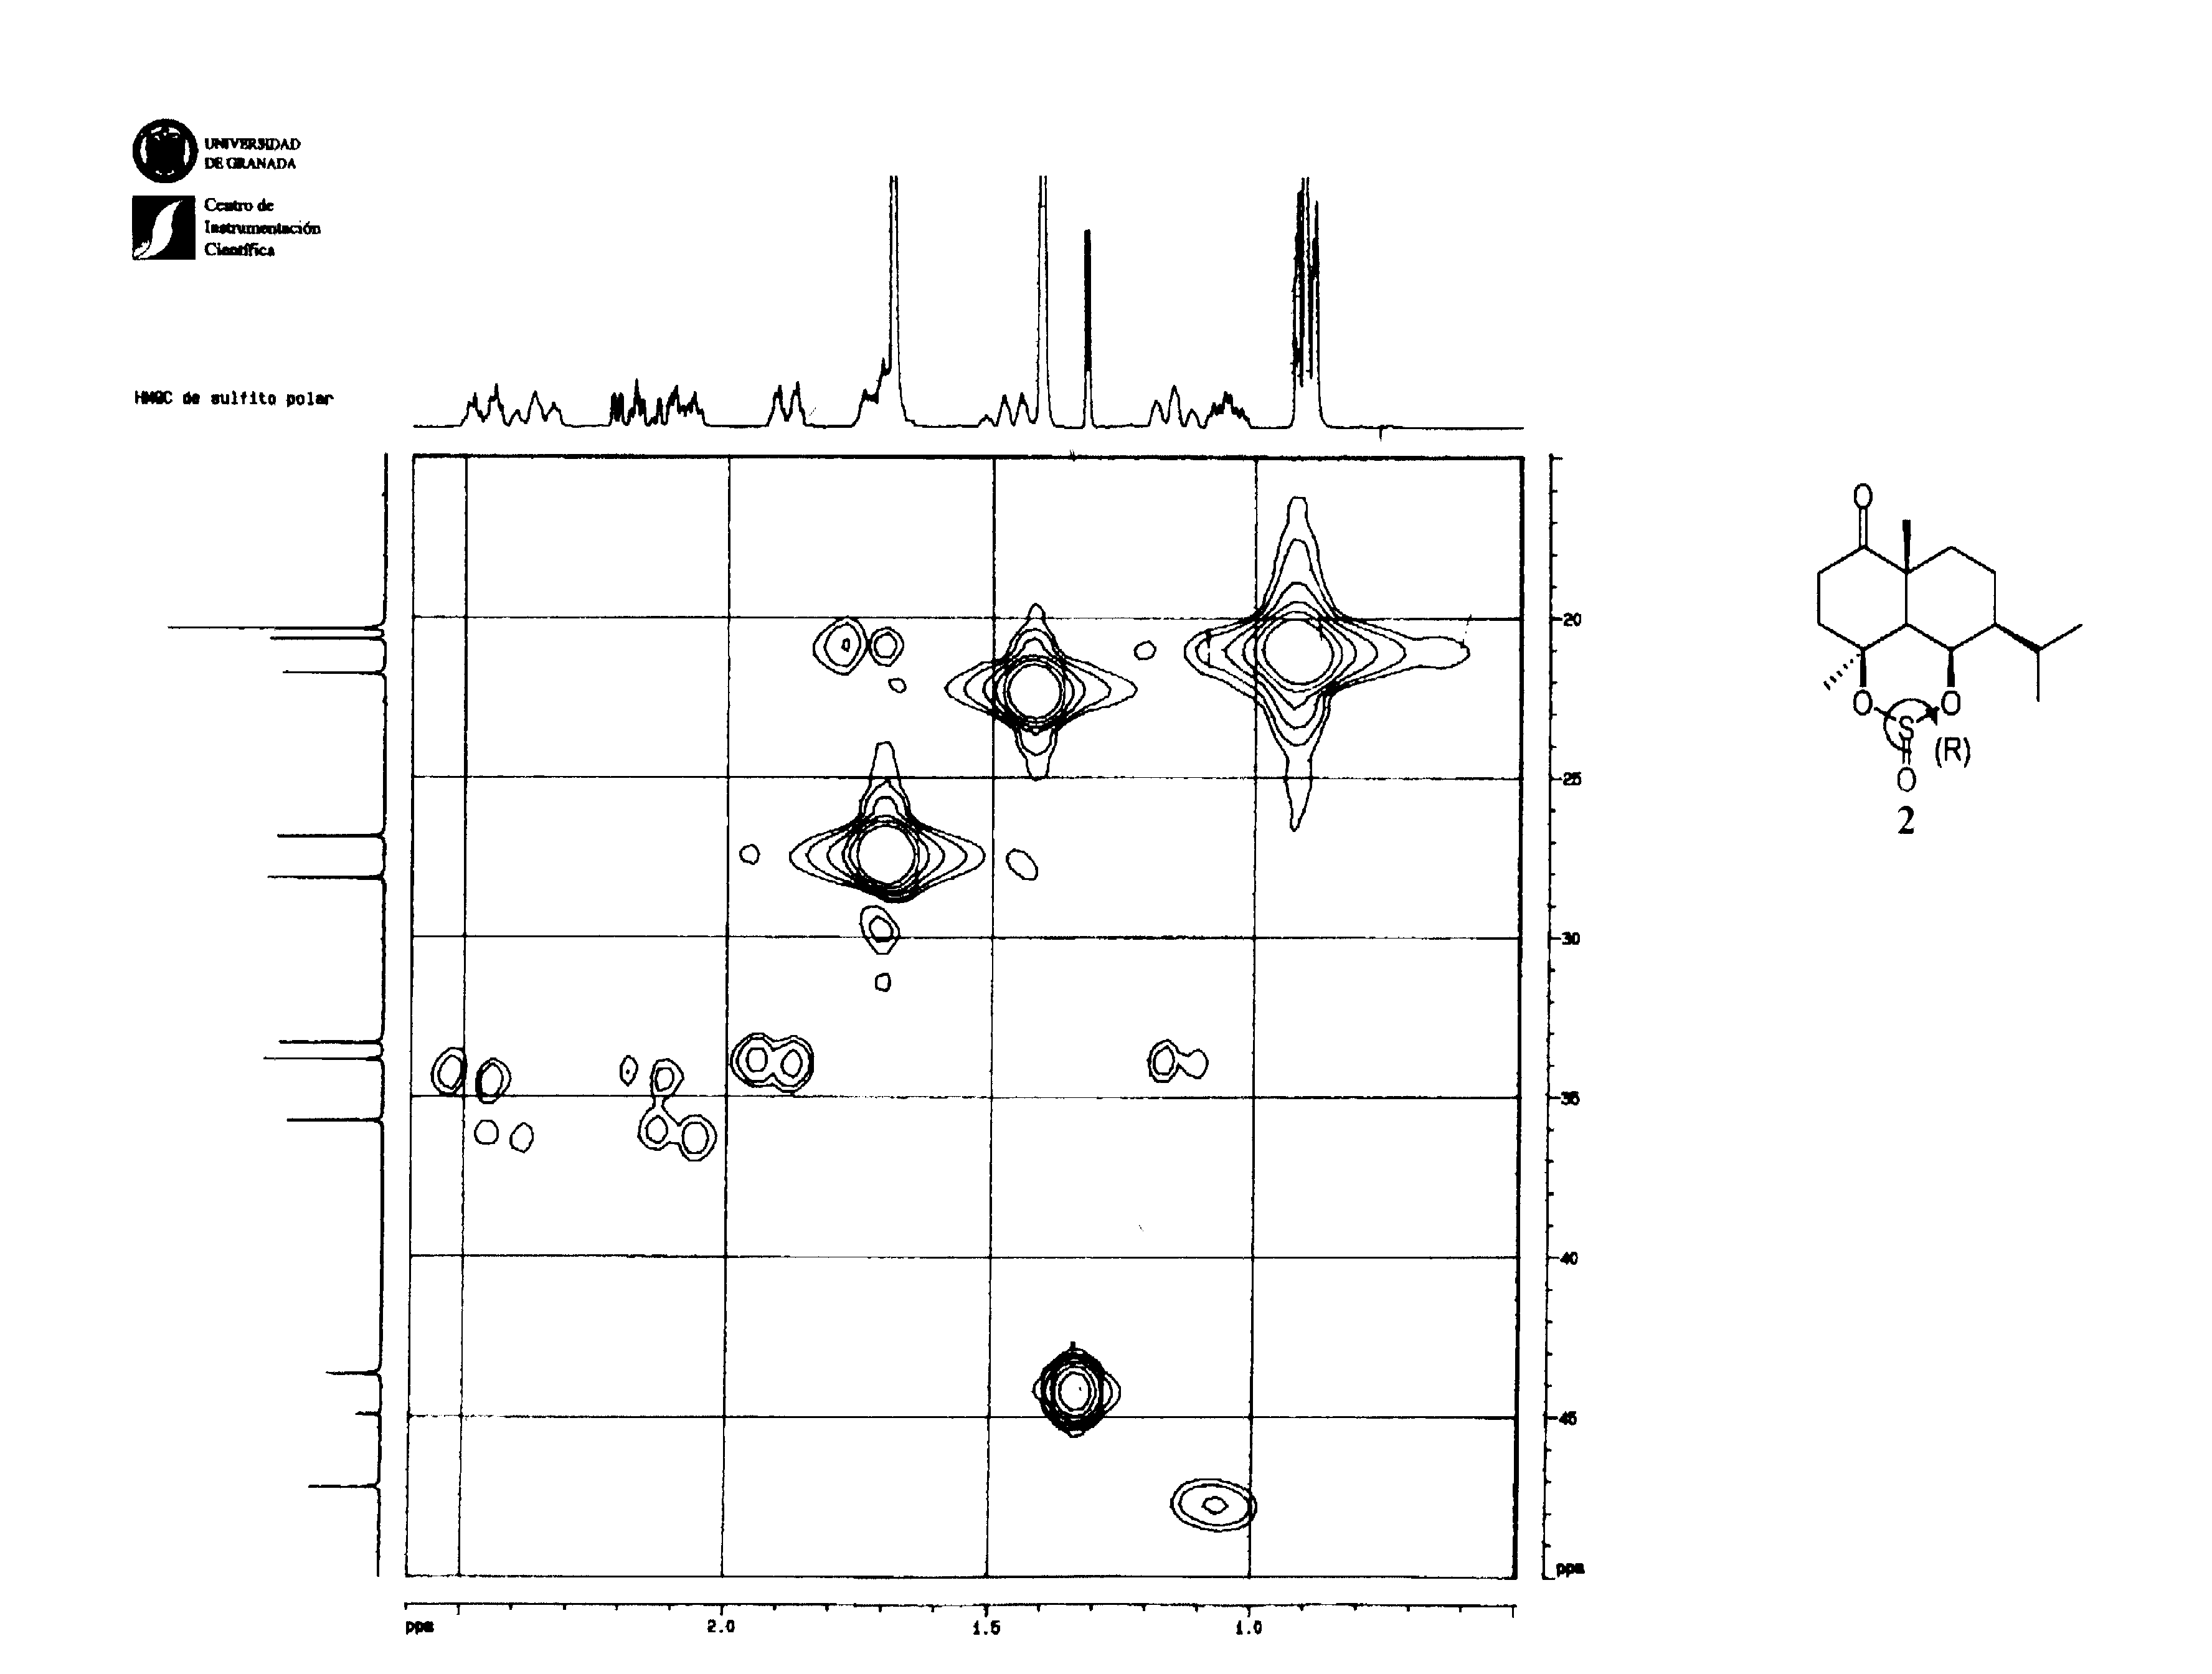 UNIVERSIDAD
DE GRANADA
Centro de
Instrumentación
Científica
HMQC de sulfito polar
20
25
30
35
40
45
ppm
ppm
2.0
1.5
1.0
O
O
O
S
(R)
O
2